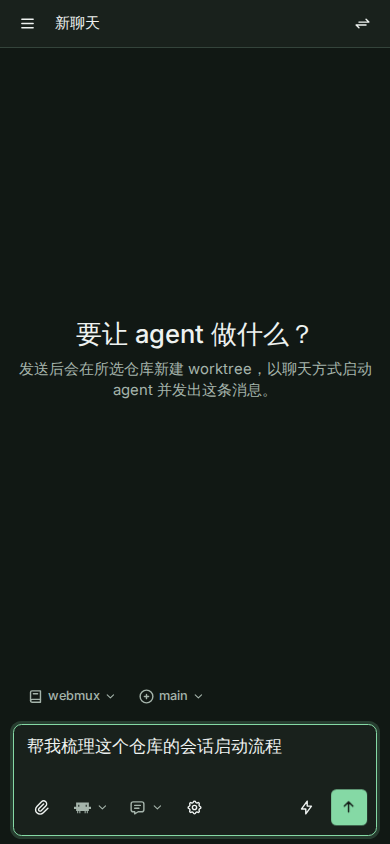 新聊天
要让 agent 做什么？
发送后会在所选仓库新建 worktree，以聊天方式启动
agent 并发出这条消息。
webmux
main
帮我梳理这个仓库的会话启动流程